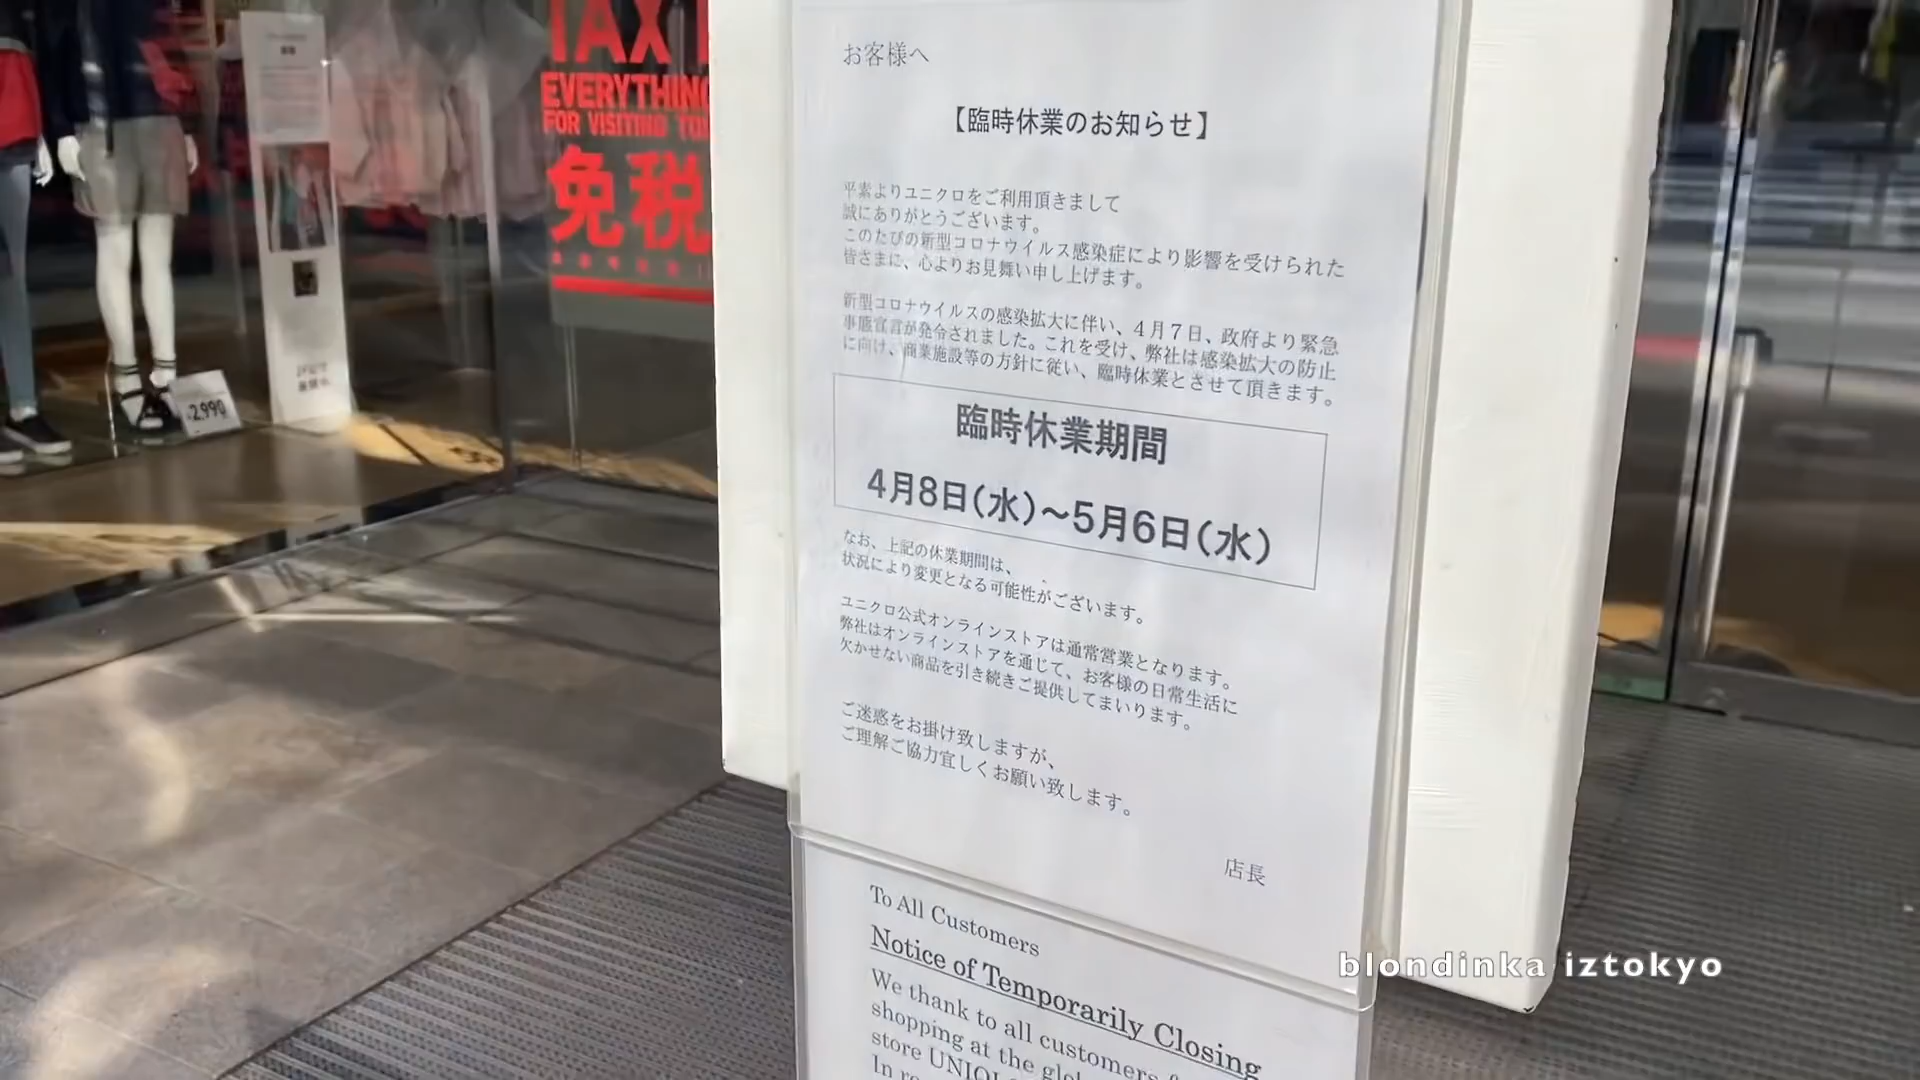 TAX
EVERYTHING
FOR VISITING TO
免税
2,990
お客様へ
【臨時休業のお知らせ】
平素よりユニクロをご利用頂きまして
誠にありがとうございます。
このたびの新型コロナウイルス感染症により影響を受けられた
皆さまに、心よりお見舞い申し上げます。
新型コロナウイルスの感染拡大に伴い、4月7日、政府より緊急
事態宣言が発令されました。これを受け、弊社は感染拡大の防止
に向け、商業施設等の方針に従い、臨時休業とさせて頂きます。
臨時休業期間
4月8日(水)~5月6日(水)
なお、上記の休業期間は、
状況により変更となる可能性がございます。
ユニクロ公式オンラインストアは通常営業となります。
弊社はオンラインストアを通じて、お客様の日常生活に
欠かせない商品を引き続きご提供してまいります。
ご迷惑をお掛け致しますが、
ご理解ご協力宜しくお願い致します。
店長
To All Customers
Notice of Temporarily Closing
We thank to all customers
shopping at the
store
In
blondinka iztokyo